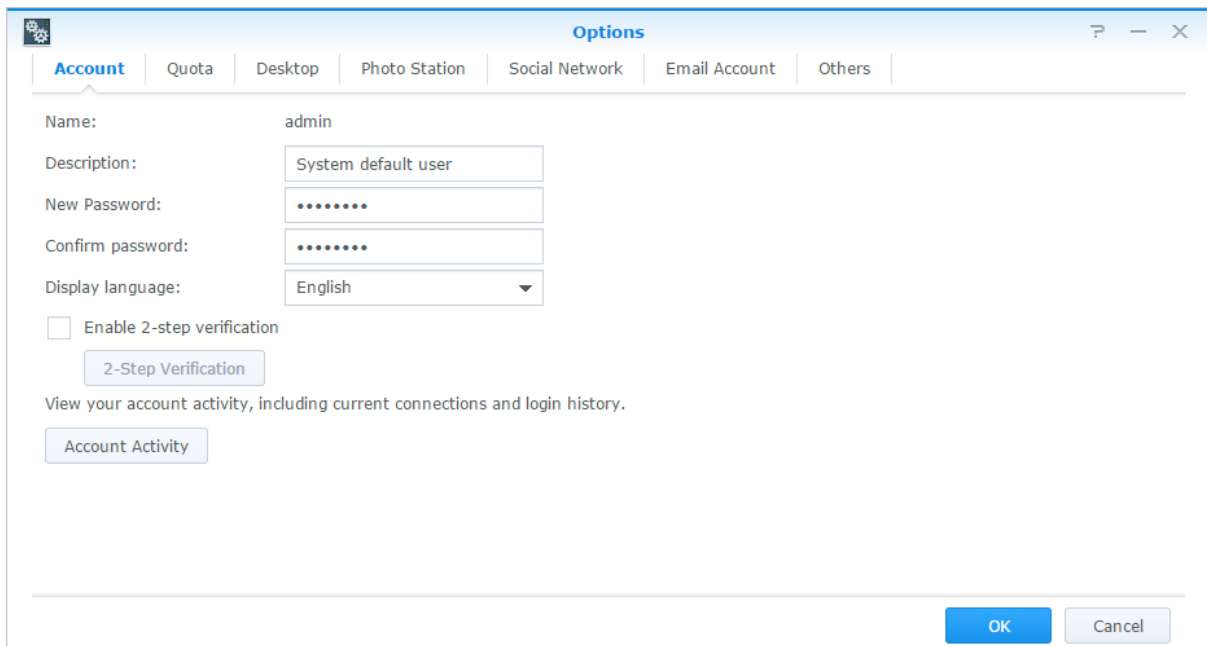 Options
Account Quota Desktop Photo Station Social Network Email Account Others
Name: admin
Description: System default user
New Password: ••••••••
Confirm password: ••••••••
Display language: English
Enable 2-step verification
2-Step Verification
View your account activity, including current connections and login history.
Account Activity
OK Cancel